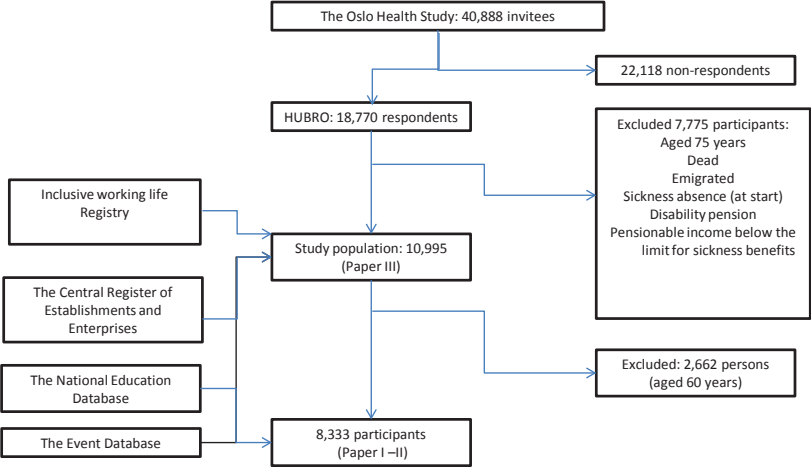 The Oslo Health Study: 40,888 invitees
22,118 non-respondents
HUBRO: 18,770 respondents
Excluded 7,775 participants:
Aged 75 years
Dead
Emigrated
Sickness absence (at start)
Disability pension
Pensionable income below the
limit for sickness benefits
Inclusive working life
Registry
Study population: 10,995
(Paper III)
The Central Register of
Establishments and
Enterprises
Excluded: 2,662 persons
(aged 60 years)
The National Education
Database
8,333 participants
(Paper I –II)
The Event Database